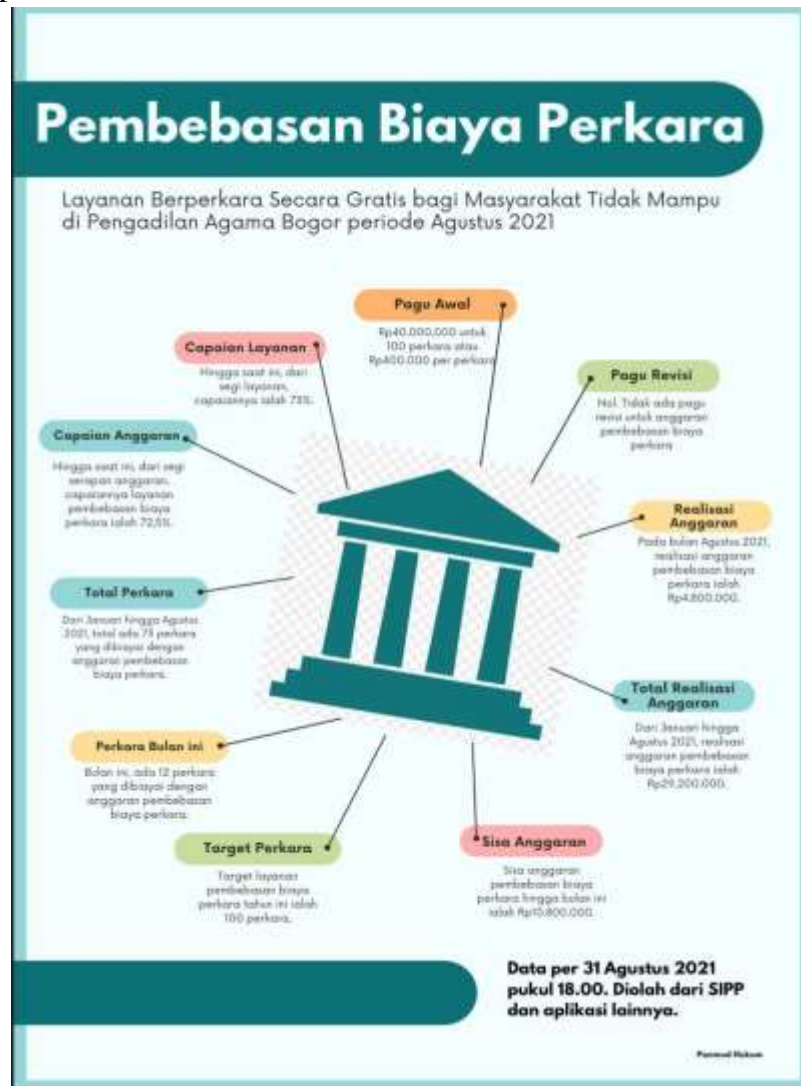 Pembebasan Biaya Perkara
Layanan Berperkara Secara Gratis bagi Masyarakat Tidak Mampu
di Pengadilan Agama Bogor periode Agustus 2021
Pagu Awal
Rp40.000.000 untuk
100 perkara atau
Rp400.000 per perkara
Capaian Layanan
Hingga saat ini, dari
segi layanan,
capaiannya ialah 73%.
Pagu Revisi
Nol. Tidak ada pagu
revisi untuk anggaran
pembebasan biaya
perkara
Capaian Anggaran
Hingga saat ini, dari segi
serapan anggaran,
capaiannya layanan
pembebasan biaya
perkara ialah 72,5%.
Realisasi
Anggaran
Pada bulan Agustus 2021,
realisasi anggaran
pembebasan biaya
perkara ialah
Rp4.800.000.
Total Perkara
Dari Januari hingga Agustus
2021, total ada 73 perkara
yang dibiayai dengan
anggaran pembebasan
biaya perkara.
Total Realisasi
Anggaran
Dari Januari hingga
Agustus 2021, realisasi
anggaran pembebasan
biaya perkara ialah
Rp29.200.000.
Perkara Bulan ini
Bulan ini, ada 12 perkara
yang dibiayai dengan
anggaran pembebasan
biaya perkara.
Target Perkara
Target layanan
pembebasan biaya
perkara tahun ini ialah
100 perkara.
Sisa Anggaran
Sisa anggaran
pembebasan biaya
perkara hingga bulan ini
ialah Rp10.800.000.
Data per 31 Agustus 2021
pukul 18.00. Diolah dari SIPP
dan aplikasi lainnya.
Panmud Hukum